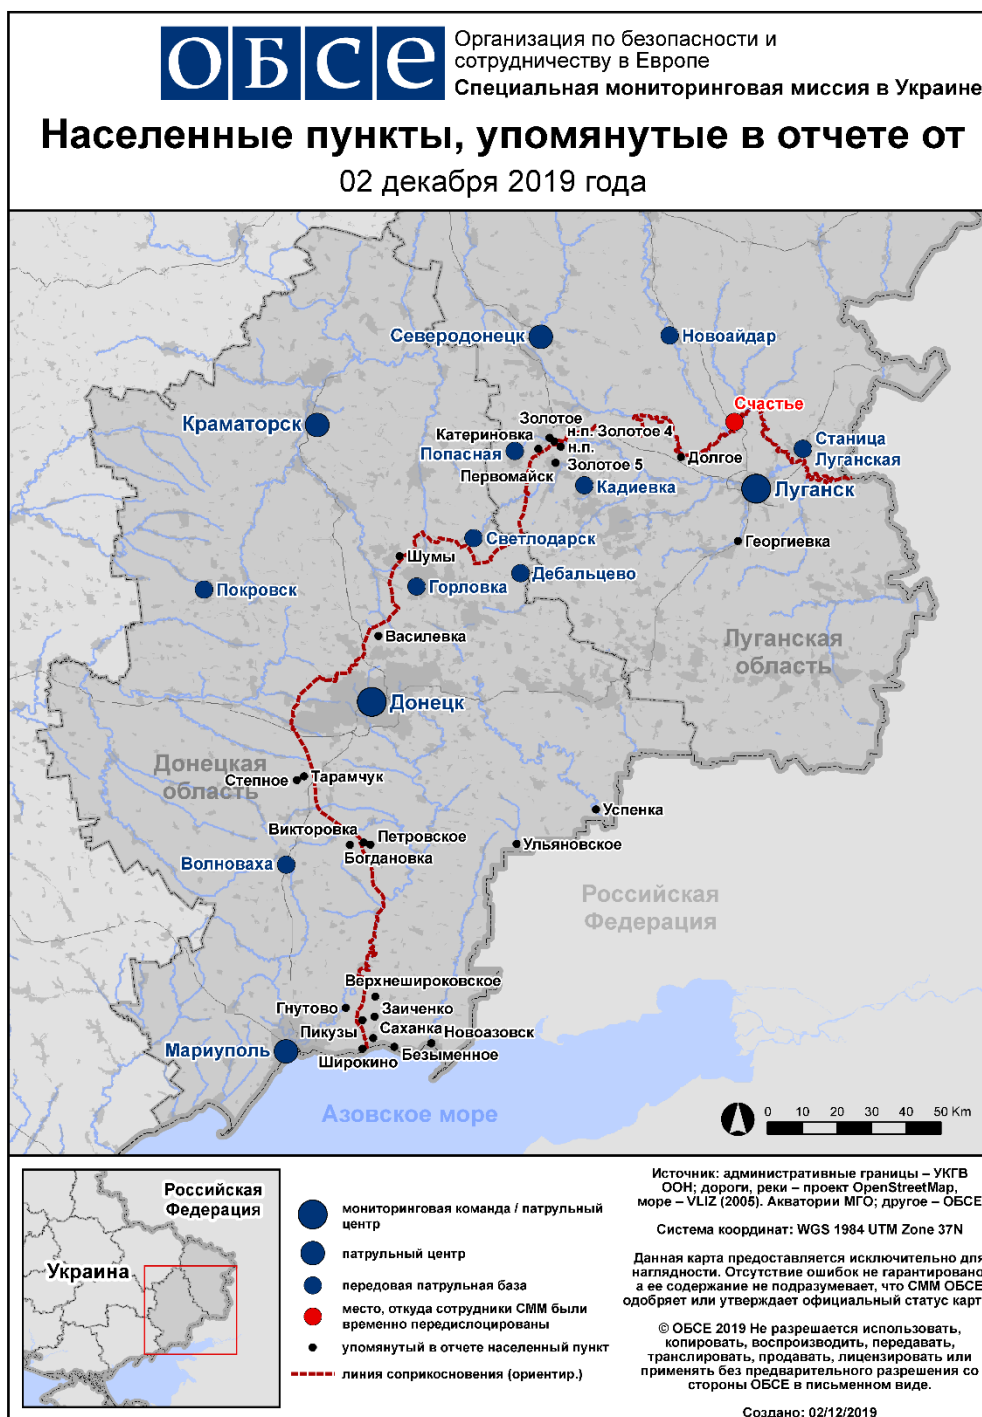 ОБСЕ
Организация по безопасности и
сотрудничеству в Европе
Специальная мониторинговая миссия в Украине
Населенные пункты, упомянутые в отчете от
02 декабря 2019 года
Северодонецк
Новоайдар
Счастье
Краматорск
Золотое
н.п. Золотое 4
Катериновка
н.п.
Золотое 5
Попасная
Первомайск
Долгое
Станица
Луганская
Кадиевка
Луганск
Светлодарск
Георгиевка
Шумы
Дебальцево
Горловка
Покровск
Василевка
Луганская
область
Донецк
Донецкая
область
Тарамчук
Степное
Успенка
Викторовка
Петровское
Богдановка
Ульяновское
Волноваха
Российская
Федерация
Верхнешироковское
Гнутово
Заиченко
Пикузы
Саханка
Новоазовск
Мариуполь
Широкино
Безыменное
Азовское море
0 10 20 30 40 50 Km
Российская
Федерация
Украина
мониторинговая команда / патрульный
центр
патрульный центр
передовая патрульная база
место, откуда сотрудники СММ были
временно передислоцированы
упомянутый в отчете населенный пункт
линия соприкосновения (ориентир.)
Источник: административные границы – УКГВ
ООН; дороги, реки – проект OpenStreetMap,
море – VLIZ (2005). Акватории МГО; другое – ОБСЕ
Система координат: WGS 1984 UTM Zone 37N
Данная карта предоставляется исключительно для
наглядности. Отсутствие ошибок не гарантировано
а ее содержание не подразумевает, что СММ ОБСЕ
одобряет или утверждает официальный статус карт
© ОБСЕ 2019 Не разрешается использовать,
копировать, воспроизводить, передавать,
транслировать, продавать, лицензировать или
применять без предварительного разрешения со
стороны ОБСЕ в письменном виде.
Создано: 02/12/2019